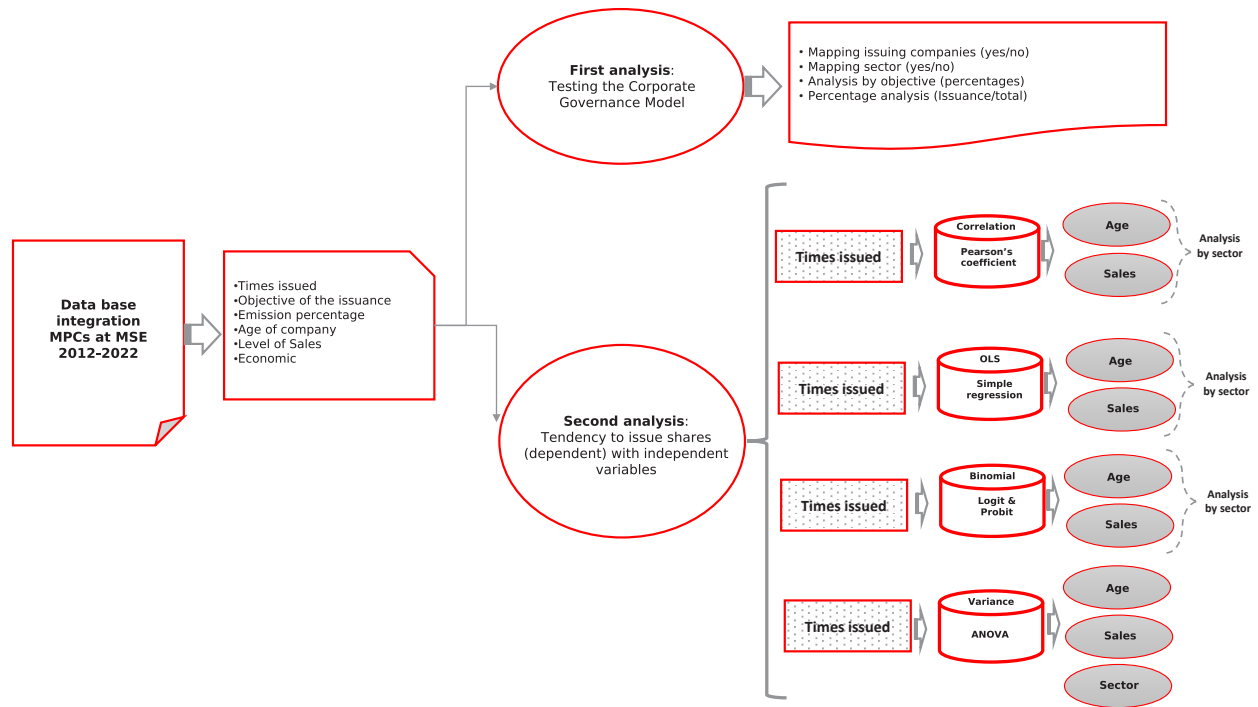 Data base
integration
MPCs at MSE
2012-2022
•Times issued
•Objective of the issuance
•Emission percentage
•Age of company
•Level of Sales
•Economic
First analysis:
Testing the Corporate
Governance Model
• Mapping issuing companies (yes/no)
• Mapping sector (yes/no)
• Analysis by objective (percentages)
• Percentage analysis (Issuance/total)
Second analysis:
Tendency to issue shares
(dependent) with independent
variables
Times issued
Correlation
Pearson’s
coefficient
Age
Sales
Analysis
by sector
Times issued
OLS
Simple
regression
Age
Sales
Analysis
by sector
Times issued
Binomial
Logit &
Probit
Age
Sales
Analysis
by sector
Times issued
Variance
ANOVA
Age
Sales
Sector